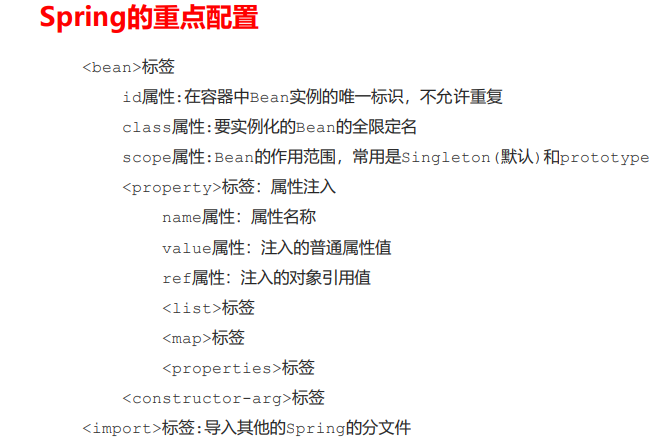 Spring的重点配置
<bean>标签
id属性:在容器中Bean实例的唯一标识，不允许重复
class属性:要实例化的Bean的全限定名
scope属性:Bean的作用范围，常用是Singleton(默认)和prototype
<property>标签：属性注入
name属性：属性名称
value属性：注入的普通属性值
ref属性：注入的对象引用值
<list>标签
<map>标签
<properties>标签
<constructor-arg>标签
<import>标签:导入其他的Spring的分文件